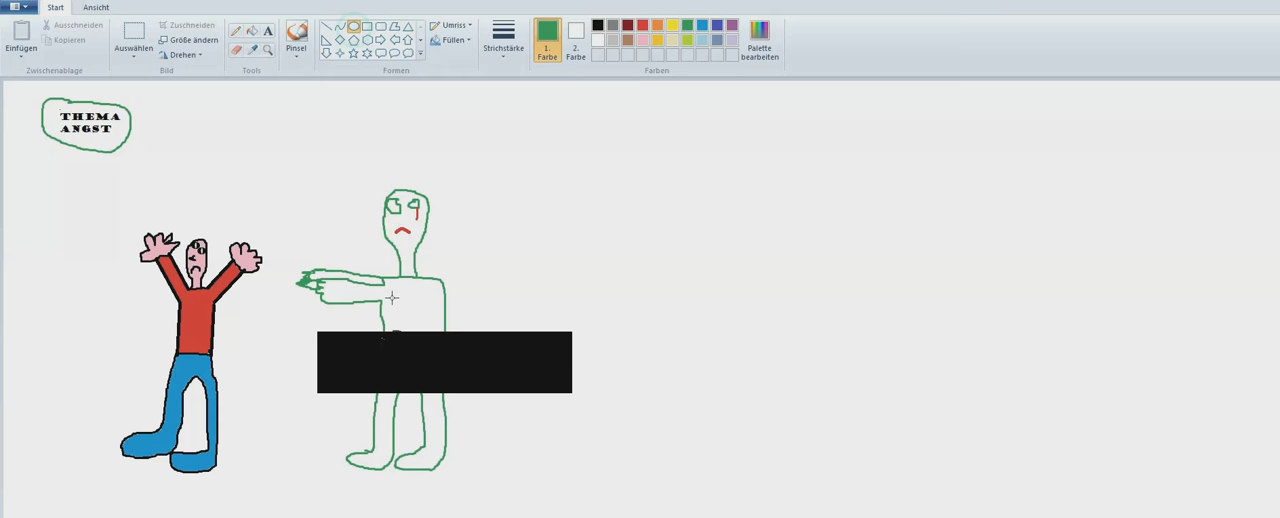 Start Ansicht
Einfügen
Ausschneiden
Kopieren
Zwischenablage
Auswählen
Zuschneiden
Größe ändern
Drehen
Bild
Tools
A
Pinsel
Formen
Umriss
Füllen
Strichstärke
1.
Farbe
2.
Farbe
Palette
bearbeiten
Farben
THEMA
ANGST